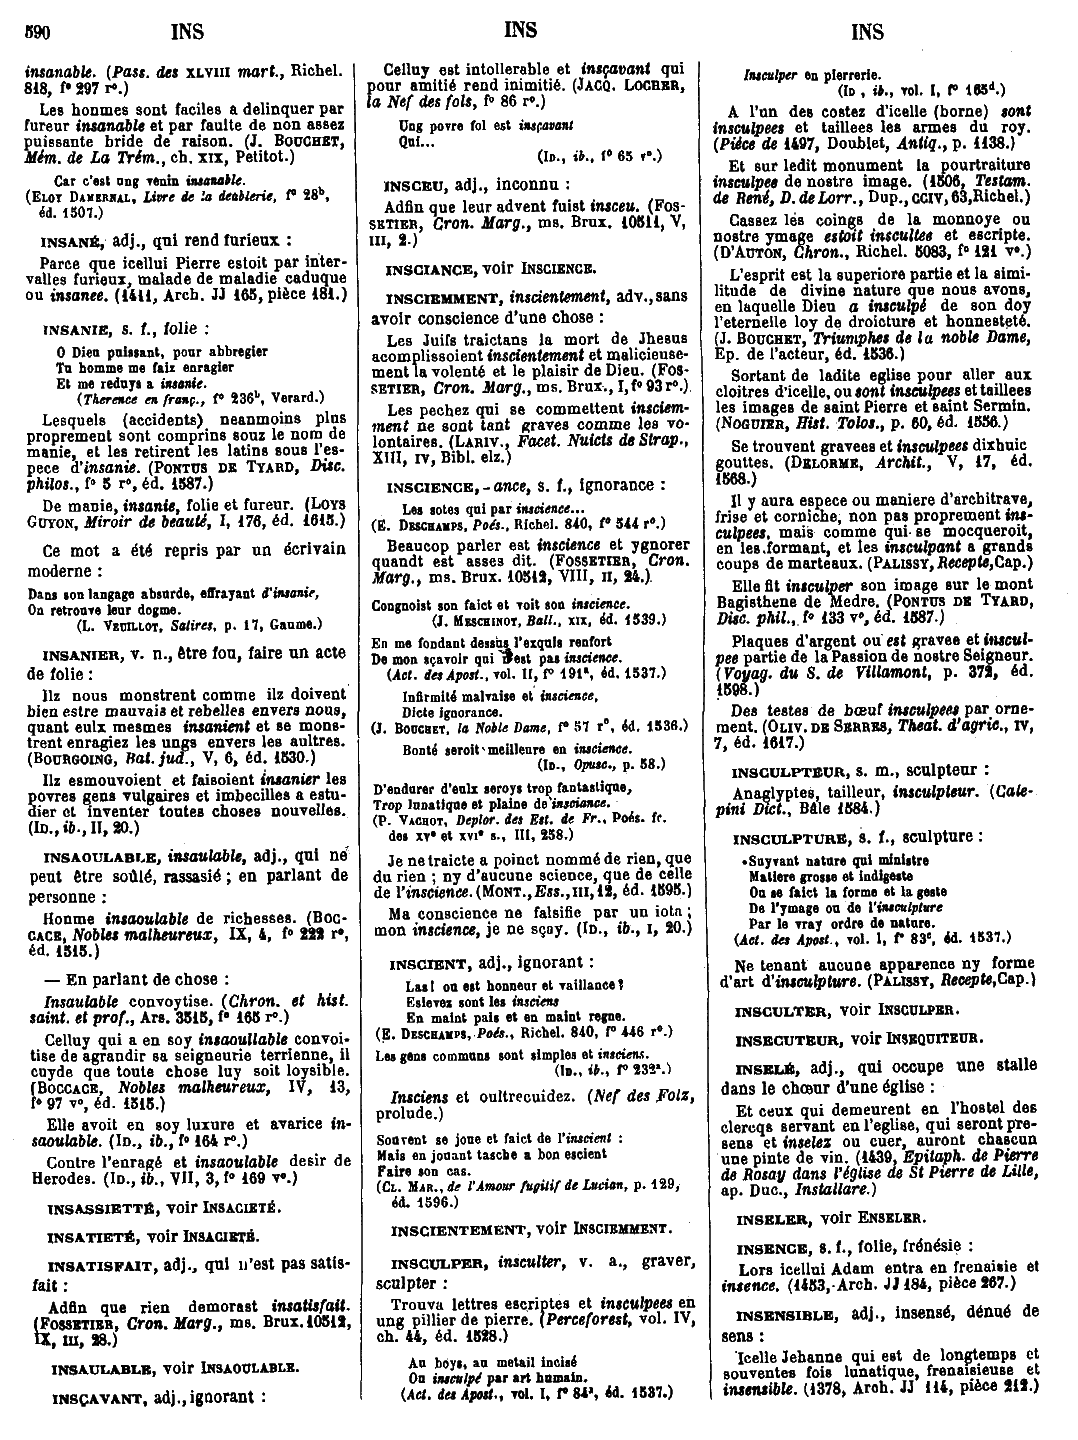 590
INS
INS
INS
insanable. (Pass. des XLVIII mart., Richel.
818, f° 297 r°.)
Les honmes sont faciles a delinquer par
fureur insanable et par faulte de non assez
puissante bride de raison. (J. BOUCHET,
Mém. de La Trém., ch. XIX, Petitot.)
Car c'est ung venin insanable.
(ELOY DAMERNAL, Livre de la deablerie, f° 28b,
éd. 1507.)
INSANÉ, adj., qui rend furieux :
Parce que icellui Pierre estoit par inter-
valles furieux, malade de maladie caduque
ou insanee. (1411, Arch. JJ 165, pièce 181.)
INSANIE, s. f., folie :
O Dieu puissant, pour abbregier
Tu homme me faiz enragier
Et me reduys a insanie.
(Therence en franç., f° 236b, Verard.)
Lesquels (accidents) neanmoins plus
proprement sont comprins souz le nom de
manie, et les retirent les latins sous l'es-
pece d'insanie. (PONTUS DE TYARD, Disc.
philos., f° 5 r°, éd. 1587.)
De manie, insanie, folie et fureur. (LOYS
GUYON, Miroir de beauté, I, 176, éd. 1615.)
Ce mot a été repris par un écrivain
moderne :
Dans son langage absurde, effrayant d'insanie,
On retrouve leur dogme.
(L. VEUILLOT, Satires, p. 17, Gaume.)
INSANIER, v. n., être fou, faire un acte
de folie :
Ilz nous monstrent comme ilz doivent
bien estre mauvais et rebelles envers nous,
quant eulx mesmes insanient et se mons-
trent enragiez les ungs envers les aultres.
(BOURGOING, Bat. jud., V, 6, éd. 1530.)
Ilz esmouvoient et faisoient insanier les
povres gens vulgaires et imbecilles a estu-
dier et inventer toutes choses nouvelles.
(ID., ib., II, 20.)
INSAOULABLE, insaulable, adj., qui ne
peut être soûlé, rassasié ; en parlant de
personne :
Honme insaoulable de richesses. (BOC-
CACE, Nobles malheureux, IX, 4, f° 222 r°,
éd. 1515.)
— En parlant de chose :
Insaulable convoytise. (Chron. et hist.
saint. et prof., Ars. 3515, f° 165 r°.)
Celluy qui a en soy insaoullable convoi-
tise de agrandir sa seigneurie terrienne, il
cuyde que toute chose luy soit loysible.
(BOCCACE, Nobles malheureux, IV, 13,
f° 97 v°, éd. 1515.)
Elle avoit en soy luxure et avarice in-
saoulable. (ID., ib., f° 164 r°.)
Contre l'enragé et insaoulable desir de
Herodes. (ID., ib., VII, 3, f° 169 v°.)
INSASSIETTÉ, voir INSACIETÉ.
INSATIETÉ, voir INSACIETÉ.
INSATISFAIT, adj., qui n'est pas satis-
fait :
Adfin que rien demorast insatisfait.
(FOSSETIER, Cron. Marg., ms. Brux. 10512,
IX, III, 28.)
INSAULABLE, voir INSAOULABLE.
INSÇAVANT, adj., ignorant :
Celluy est intollerable et insçavant qui
pour amitié rend inimitié. (JACQ. LOCHER,
la Nef des fols, f° 86 r°.)
Ung povre fol est insçavant
Qui...
(ID., ib., f° 65 v°.)
INSCEU, adj., inconnu :
Adfin que leur advent fuist insceu. (FOS-
SETIER, Cron. Marg., ms. Brux. 10511, V,
III, 2.)
INSCIANCE, voir INSCIENCE.
INSCIEMMENT, inscientement, adv., sans
avoir conscience d'une chose :
Les Juifs traictans la mort de Jhesus
acomplissoient inscientement et malicieuse-
ment la volenté et le plaisir de Dieu. (FOS-
SETIER, Cron. Marg., ms. Brux., I, f° 93 r°.)
Les pechez qui se commettent insciem-
ment ne sont tant graves comme les vo-
lontaires. (LARIV., Facet. Nuicts de Strap.,
XIII, IV, Bibl. elz.)
INSCIENCE, -ance, s. f., ignorance :
Les sotes qui par inscience...
(E. DESCHAMPS, Poés., Richel. 840, f° 544 r°.)
Beaucop parler est inscience et ygnorer
quandt est asses dit. (FOSSETIER, Cron.
Marg., ms. Brux. 10512, VIII, II, 24.)
Congnoist son faict et voit son inscience.
(J. MESCHINOT, Ball., XIX, éd. 1539.)
En me fondant dessus l'exquis renfort
De mon sçavoir qui est pas inscience.
(Act. des Apost., vol. II, f° 191a, éd. 1537.)
Infirmité malvaise et inscience,
Dicte ignorance.
(J. BOUCHET, la Noble Dame, f° 57 r°, éd. 1536.)
Bonté seroit meilleure en inscience.
(ID., Opusc., p. 58.)
D'endurer d'eulx seroys trop fantastique,
Trop lunatique et plaine de insciance.
(P. VACHOT, Deplor. des Est. de Fr., Poés. fr.
des XVe et XVIe s., III, 258.)
Je ne traicte a poinct nommé de rien, que
du rien ; ny d'aucune science, que de celle
de l'inscience. (MONT., Ess., III, 12, éd. 1595.)
Ma conscience ne falsifie par un iota ;
mon inscience, je ne sçay. (ID., ib., I, 20.)
INSCIENT, adj., ignorant :
Las! ou est honneur et vaillance?
Eslevez sont les insciens
En maint pais et en maint regne.
(E. DESCHAMPS, Poés., Richel. 840, f° 446 r°.)
Les gens communs sont simples et insciens.
(ID., ib., f° 232a.)
Insciens et oultrecuidez. (Nef des Folz,
prolude.)
Souvent se joue et faict de l'inscient :
Mais en jouant tasche a bon escient
Faire son cas.
(CL. MAR., de l'Amour fugitif de Lucian, p. 129,
éd. 1596.)
INSCIENTEMENT, voir INSCIEMMENT.
INSCULPER, insculter, v. a., graver,
sculpter :
Trouva lettres escriptes et insculpees en
ung pillier de pierre. (Perceforest, vol. IV,
ch. 44, éd. 1528.)
Au boys, au metail incisé
Ou insculpé par art humain.
(Act. des Apost., vol. I, f° 84a, éd. 1537.)
Insculper en pierrerie.
(ID, ib., vol. I, f° 165d.)
A l'un des costez d'icelle (borne) sont
insculpees et taillees les armes du roy.
(Pièce de 1497, Doublet, Antiq., p. 1138.)
Et sur ledit monument la pourtraiture
insculpee de nostre image. (1506, Testam.
de René, D. de Lorr., Dup., CCIV, 63, Richel.)
Cassez les coings de la monnoye ou
nostre ymage estoit inscultee et escripte.
(D'AUTON, Chron., Richel. 5083, f° 121 v°.)
L'esprit est la superiore partie et la simi-
litude de divine nature que nous avons,
en laquelle Dieu a insculpé de son doy
l'eternelle loy de droicture et honnesteté.
(J. BOUCHET, Triumphes de la noble Dame,
Ep. de l'acteur, éd. 1536.)
Sortant de ladite eglise pour aller aux
cloitres d'icelle, ou sont insculpees et taillees
les images de saint Pierre et saint Sermin.
(NOGUIER, Hist. Tolos., p. 60, éd. 1556.)
Se trouvent gravees et insculpees dixhuic
gouttes. (DELORME, Archit., V, 17, éd.
1568.)
Il y aura espece ou maniere d'architrave,
frise et corniche, non pas proprement ins-
culpees, mais comme qui se mocqueroit,
en les formant, et les insculpant a grands
coups de marteaux. (PALISSY, Recepte, Cap.)
Elle fit insculper son image sur le mont
Bagisthene de Medre. (PONTUS DE TYARD,
Disc. phil., f° 133 v°, éd. 1587.)
Plaques d'argent ou est gravee et inscul-
pee partie de la Passion de nostre Seigneur.
(Voyag. du S. de Villamont, p. 372, éd.
1598.)
Des testes de bœuf insculpees par orne-
ment. (OLIV. DE SERRES, Theat. d'agric., IV,
7, éd. 1617.)
INSCULPTEUR, s. m., sculpteur :
Anaglyptes, tailleur, insculpteur. (Cale-
pini Dict., Bâle 1584.)
INSCULPTURE, s. f., sculpture :
Suyvant nature qui ministre
Matiere grosse et indigeste
On se faict la forme et la geste
De l'ymage ou de l'insculpture
Par le vray ordre de nature.
(Act. des Apost., vol. I, f° 83c, éd. 1537.)
Ne tenant aucune apparence ny forme
d'art d'insculpture. (PALISSY, Recepte, Cap.)
INSCULTER, voir INSCULPER.
INSECUTEUR, voir INSEQUITEUR.
INSELÉ, adj., qui occupe une stalle
dans le chœur d'une église :
Et ceux qui demeurent en l'hostel des
clercqs servant en l'eglise, qui seront pre-
sens et inselez ou cuer, auront chascun
une pinte de vin. (1439, Epitaph. de Pierre
de Rosay dans l'église de St Pierre de Lille,
ap. Duc., Installare.)
INSELER, voir ENSELER.
INSENCE, s. f., folie, frénésie :
Lors icellui Adam entra en frenaisie et
insence. (1453, Arch. JJ 184, pièce 267.)
INSENSIBLE, adj., insensé, dénué de
sens :
Icelle Jehanne qui est de longtemps et
souventes fois lunatique, frenaisieuse et
insensible. (1378, Arch. JJ 114, pièce 212.)